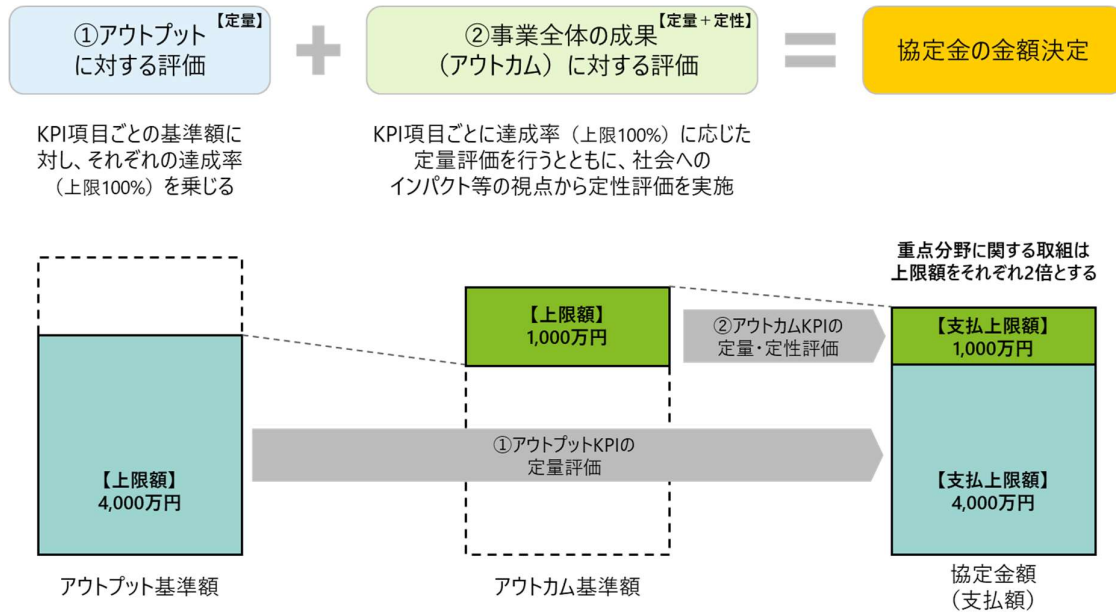 ①アウトプット
に対する評価
【定量】
②事業全体の成果
（アウトカム）に対する評価
【定量＋定性】
協定金の金額決定
KPI項目ごとの基準額に
対し、それぞれの達成率
（上限100%）を乗じる
KPI項目ごとに達成率（上限100%）に応じた
定量評価を行うとともに、社会への
インパクト等の視点から定性評価を実施
重点分野に関する取組は
上限額をそれぞれ2倍とする
【上限額】
1,000万円
②アウトカムKPIの
定量・定性評価
【支払上限額】
1,000万円
①アウトプットKPIの
定量評価
【上限額】
4,000万円
【支払上限額】
4,000万円
アウトプット基準額
アウトカム基準額
協定金額
（支払額）